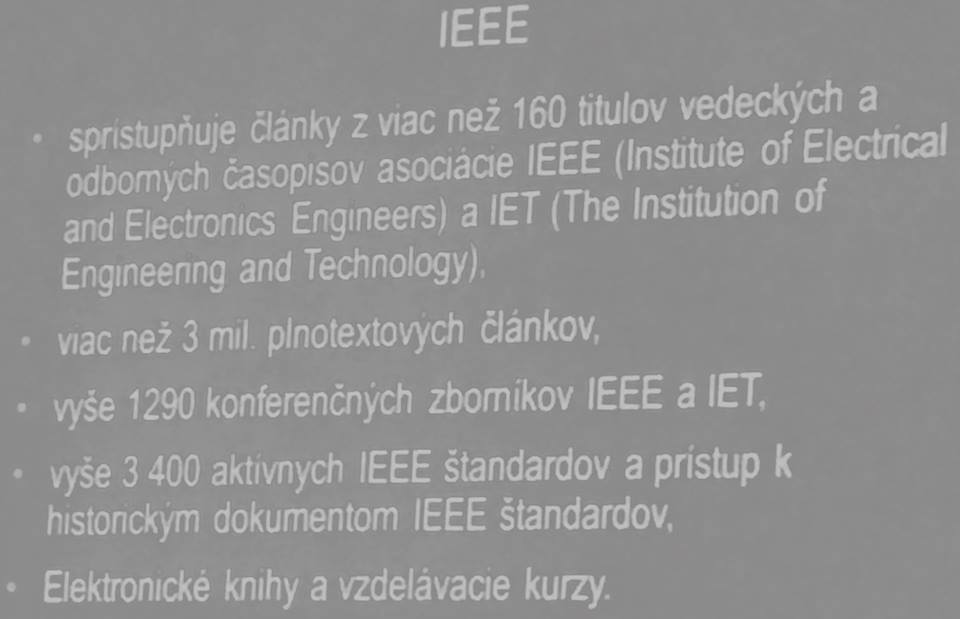 IEEE
• sprístupňuje články z viac než 160 titulov vedeckých a
odborných časopisov asociácie IEEE (Institute of Electrical
and Electronics Engineers) a IET (The Institution of
Engineering and Technology),
• viac než 3 mil. plnotextových článkov,
• vyše 1290 konferenčných zborníkov IEEE a IET,
• vyše 3 400 aktívnych IEEE štandardov a prístup k
historickým dokumentom IEEE štandardov,
• Elektronické knihy a vzdelávacie kurzy.